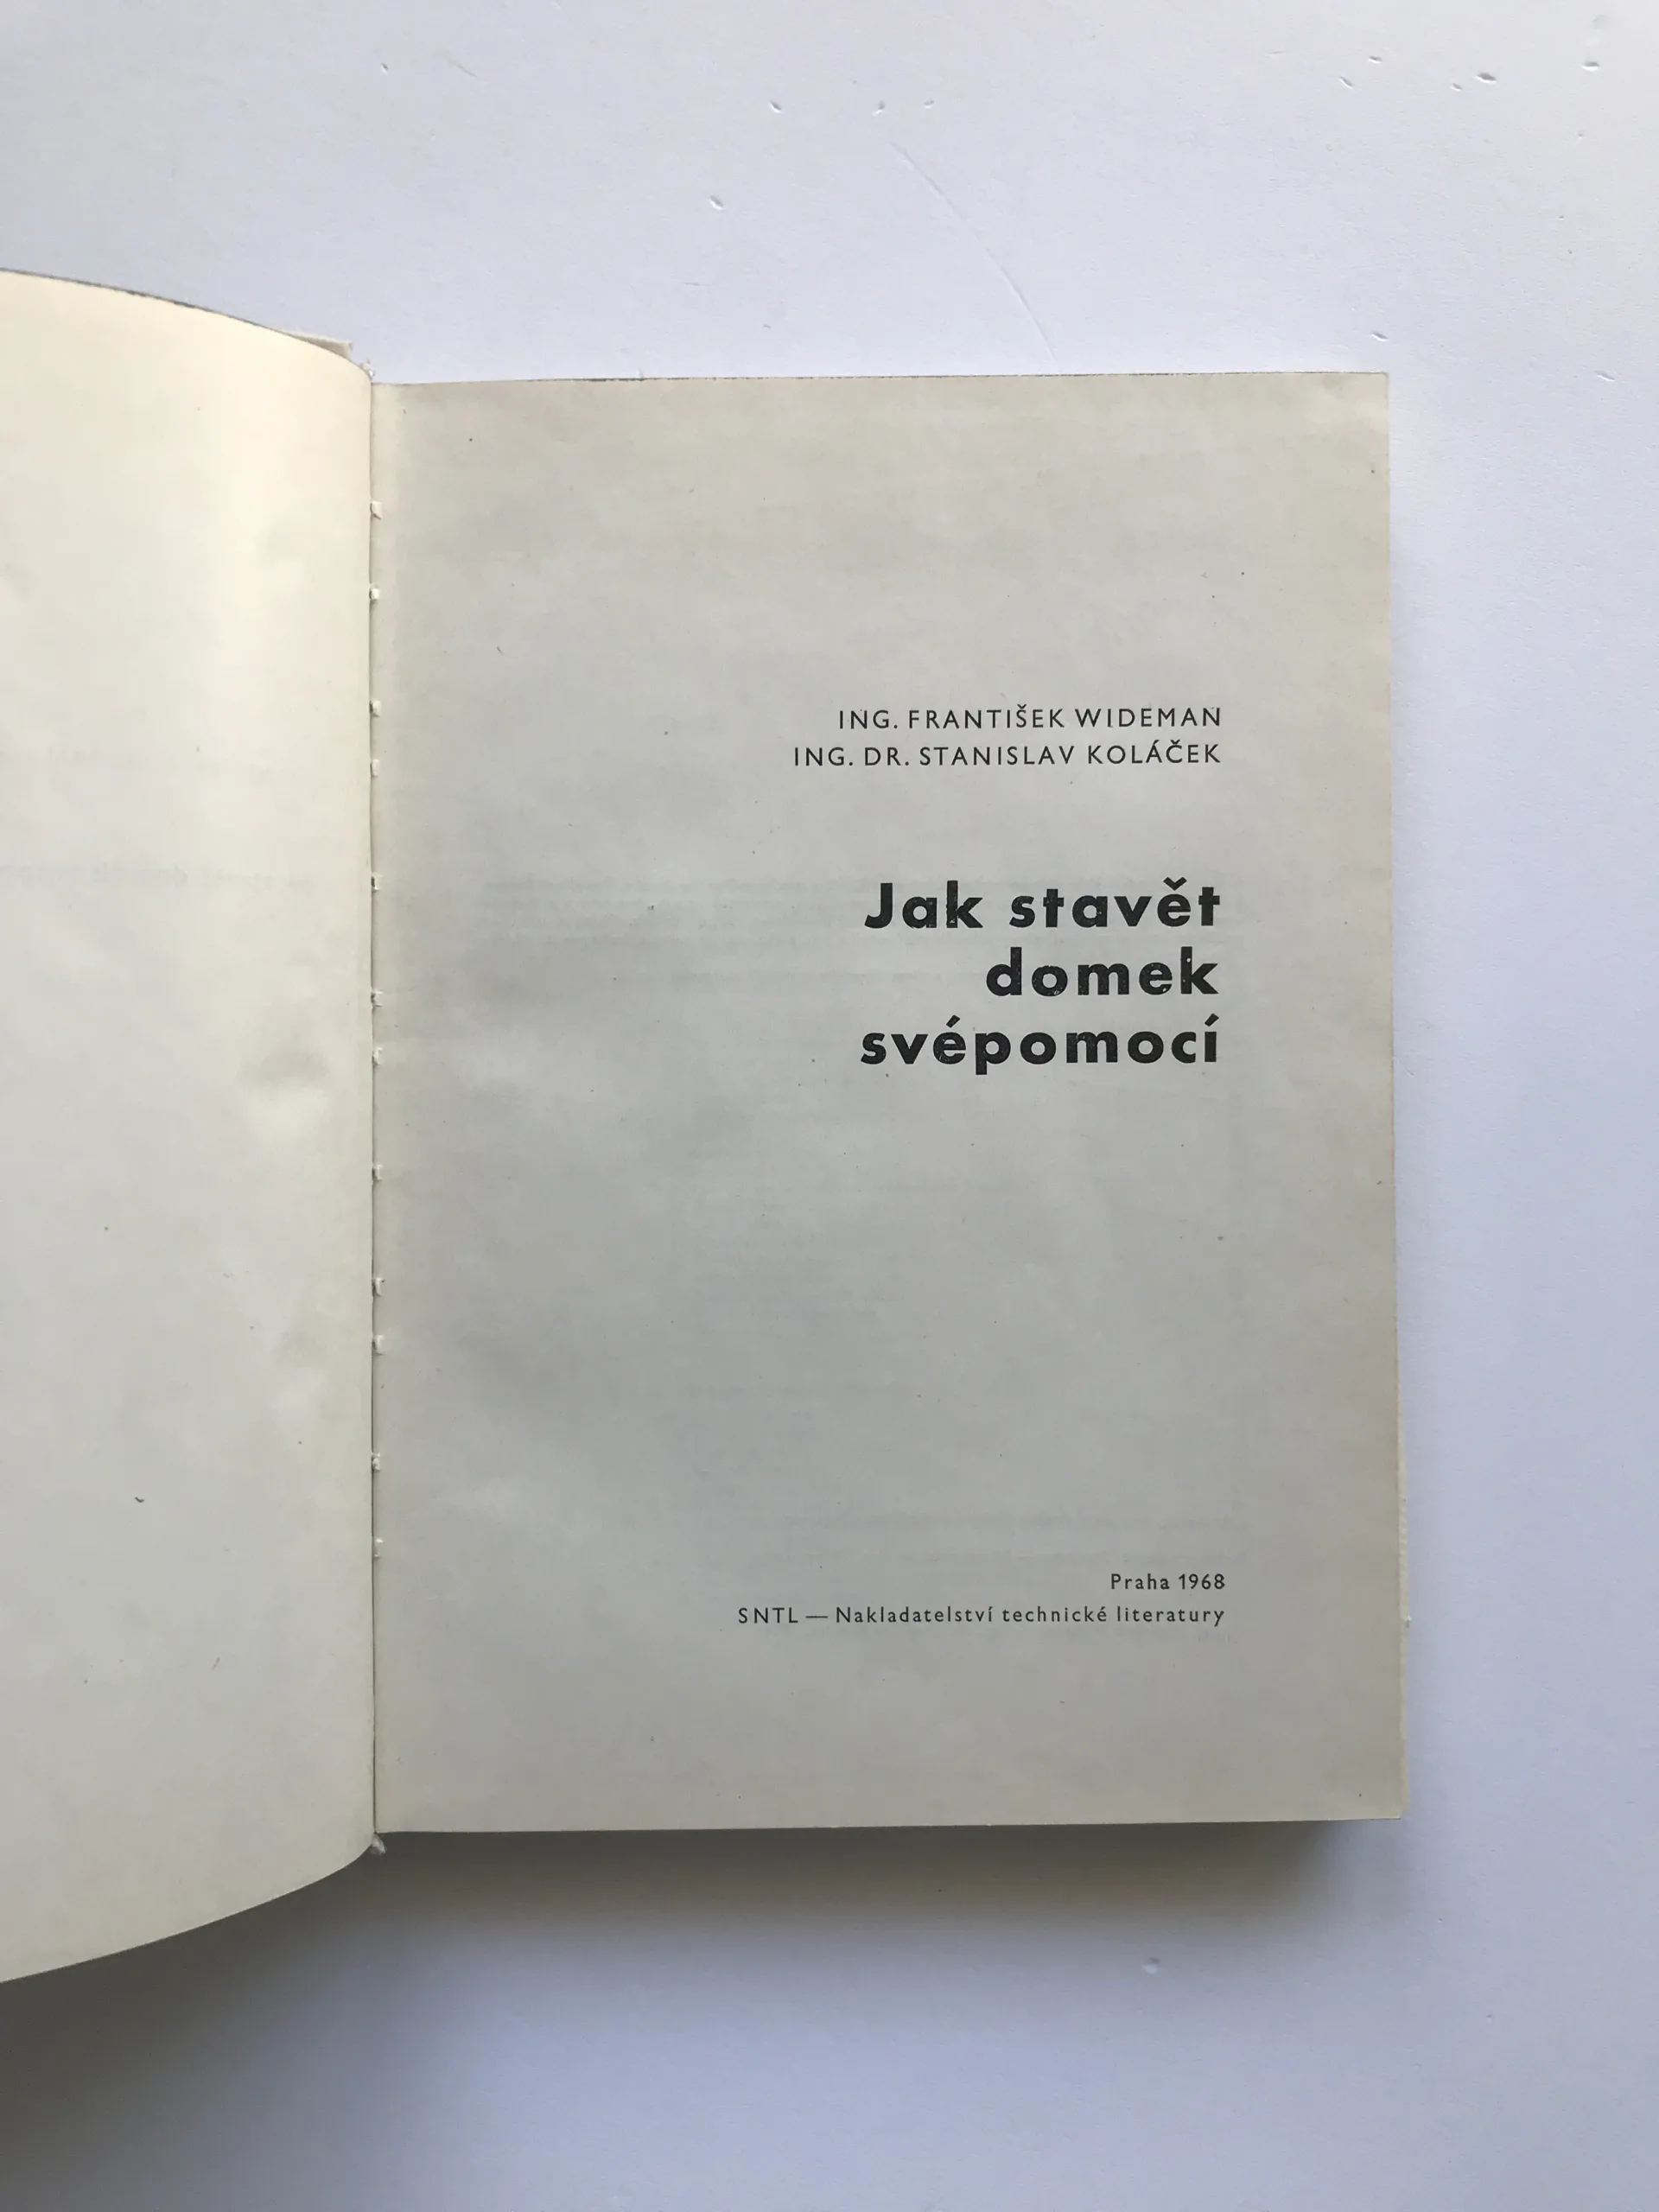 ING. FRANTIŠEK WIDEMAN
ING. DR. STANISLAV KOLÁČEK
Jak stavět
domek
svépomocí
Praha 1968
SNTL — Nakladatelství technické literatury